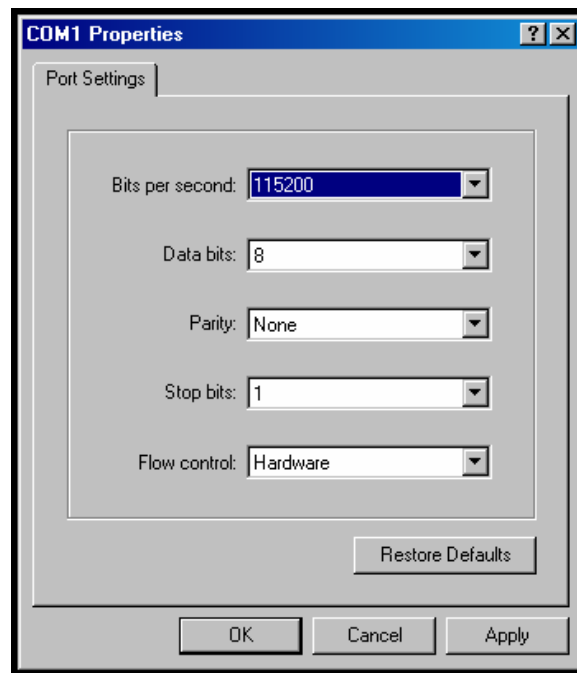 COM1 Properties
Port Settings
Bits per second: 115200
Data bits: 8
Parity: None
Stop bits: 1
Flow control: Hardware
Restore Defaults
OK Cancel Apply